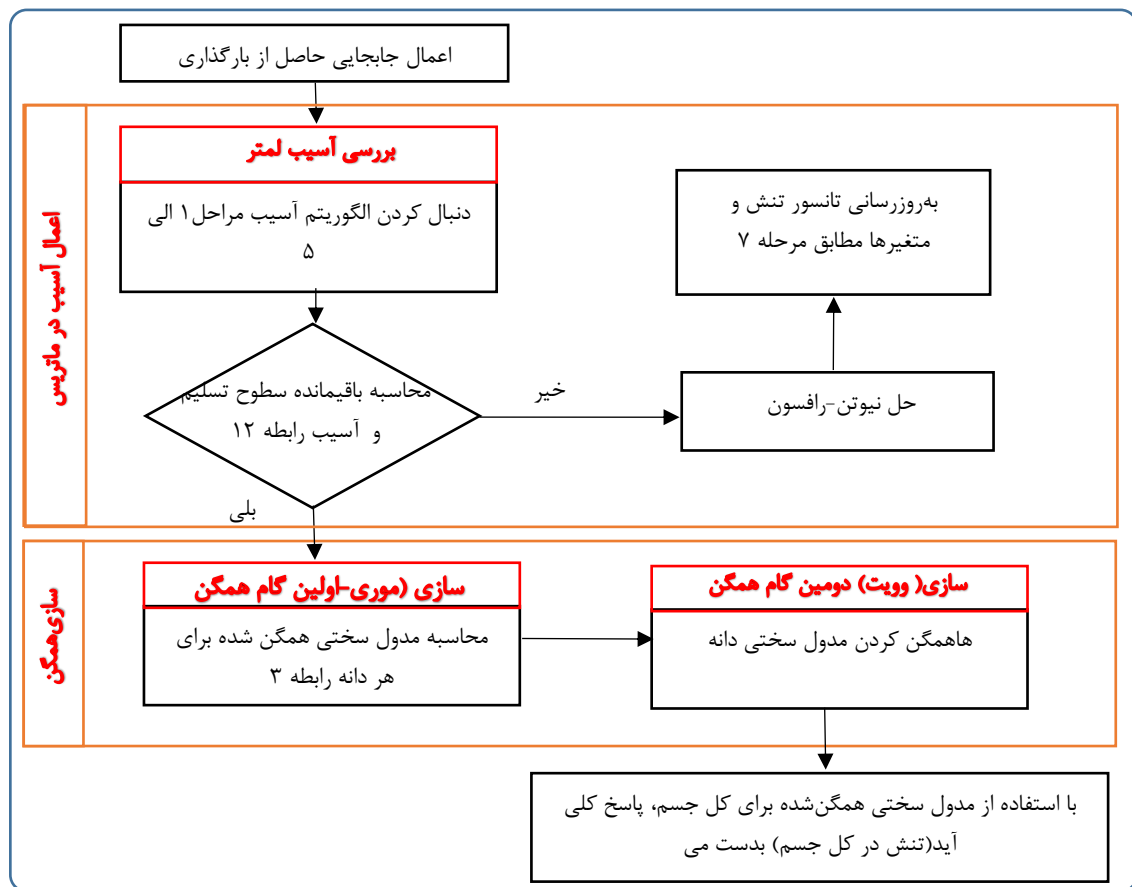 اعمال جابجایی حاصل از بارگذاری
اعمال آسیب در ماتریس
بررسی آسیب لمتر
دنبال کردن الگوریتم آسیب مراحل۱ الی
۵
به‌روزرسانی تانسور تنش و
متغیرها مطابق مرحله ۷
محاسبه باقیمانده سطوح تسلیم
و آسیب رابطه ۱۲
خیر
حل نیوتن-رافسون
بلی
سازی‌همگن
سازی (موری-اولین گام همگن
محاسبه مدول سختی همگن شده برای
هر دانه رابطه ۳
سازی( وویت) دومین گام همگن
هاهمگن کردن مدول سختی دانه
با استفاده از مدول سختی همگن‌شده برای کل جسم، پاسخ کلی
آید(تنش در کل جسم) بدست می